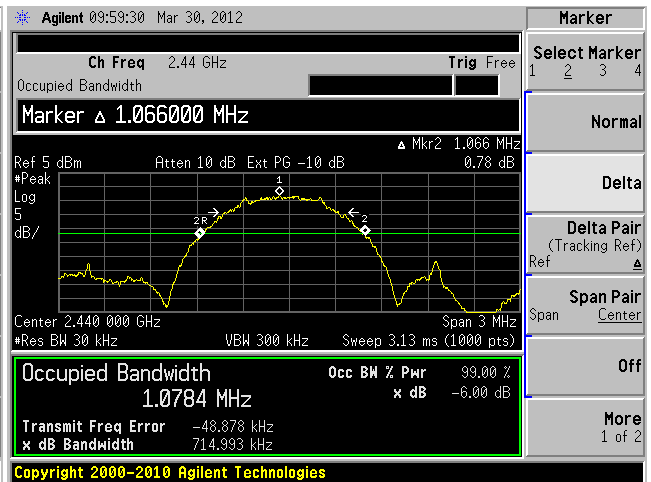 Agilent 09:59:30 Mar 30, 2012
Marker
Ch Freq 2.44 GHz Trig Free
Occupied Bandwidth
Marker Δ 1.066000 MHz
Δ Mkr2 1.066 MHz
Ref 5 dBm Atten 10 dB Ext PG -10 dB 0.78 dB
#Peak
Log
5
dB/
1
2R
2
Center 2.440 000 GHz Span 3 MHz
#Res BW 30 kHz VBW 300 kHz Sweep 3.13 ms (1000 pts)
Occupied Bandwidth
1.0784 MHz
Occ BW % Pwr 99.00 %
x dB -6.00 dB
Transmit Freq Error -48.878 kHz
x dB Bandwidth 714.993 kHz
Copyright 2000-2010 Agilent Technologies
Select Marker
1 2 3 4
Normal
Delta
Delta Pair
(Tracking Ref)
Ref Δ
Span Pair
Span Center
Off
More
1 of 2